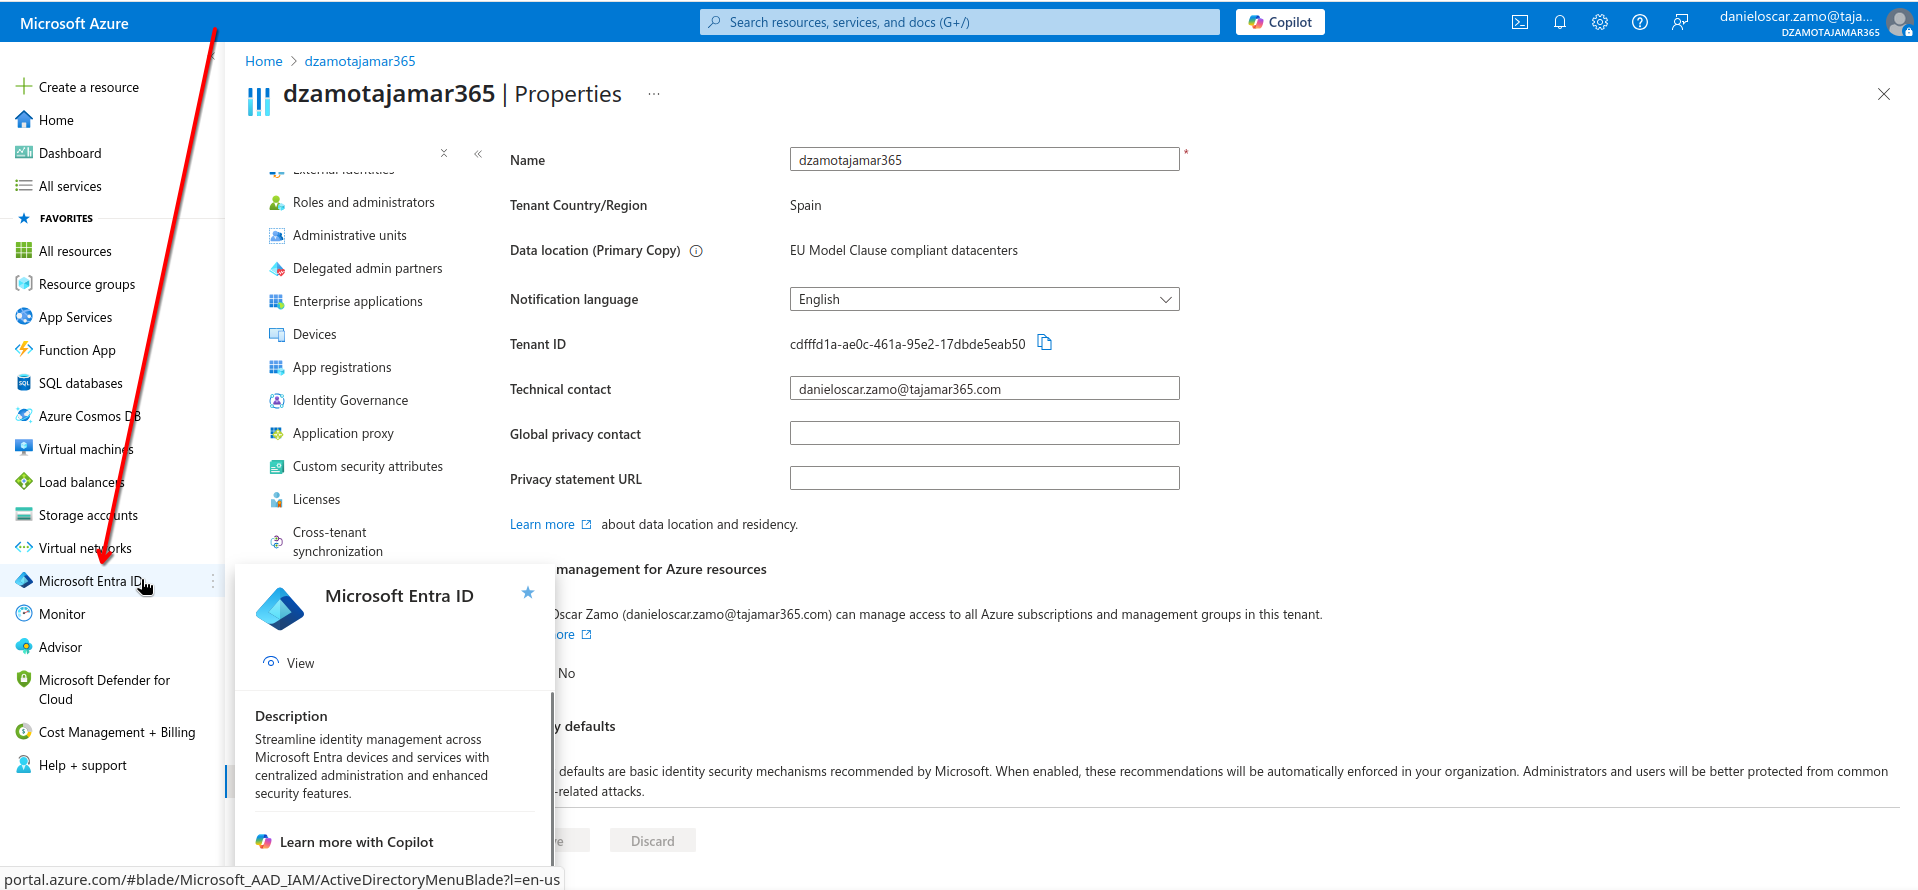 Microsoft Azure
Search resources, services, and docs (G+/)
Copilot
danieloscar.zamo@taja...
DZAMOTAJAMAR365
Create a resource
Home
Dashboard
All services
FAVORITES
All resources
Resource groups
App Services
Function App
SQL databases
Azure Cosmos DB
Virtual machines
Load balancers
Storage accounts
Virtual networks
Microsoft Entra ID
Monitor
Advisor
Microsoft Defender for
Cloud
Cost Management + Billing
Help + support
Home > dzamotajamar365
dzamotajamar365 | Properties ...
External identities
Roles and administrators
Administrative units
Delegated admin partners
Enterprise applications
Devices
App registrations
Identity Governance
Application proxy
Custom security attributes
Licenses
Cross-tenant
synchronization
Name dzamotajamar365 *
Tenant Country/Region Spain
Data location (Primary Copy) EU Model Clause compliant datacenters
Notification language English
Tenant ID cdfffd1a-ae0c-461a-95e2-17dbde5eab50
Technical contact danieloscar.zamo@tajamar365.com
Global privacy contact
Privacy statement URL
Learn more about data location and residency.
management for Azure resources
Oscar Zamo (danieloscar.zamo@tajamar365.com) can manage access to all Azure subscriptions and management groups in this tenant.
ore
No
y defaults
defaults are basic identity security mechanisms recommended by Microsoft. When enabled, these recommendations will be automatically enforced in your organization. Administrators and users will be better protected from common
-related attacks.
ve Discard
Microsoft Entra ID
View
Description
Streamline identity management across
Microsoft Entra devices and services with
centralized administration and enhanced
security features.
Learn more with Copilot
portal.azure.com/#blade/Microsoft_AAD_IAM/ActiveDirectoryMenuBlade?l=en-us